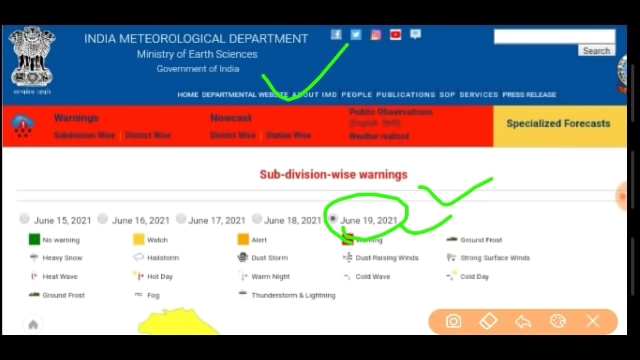 INDIA METEOROLOGICAL DEPARTMENT
Ministry of Earth Sciences
Government of India
सत्यमेव जयते
Search
HOME DEPARTMENTAL WEBSITE ABOUT IMD PEOPLE PUBLICATIONS SOP SERVICES PRESS RELEASE
Warnings
Subdivision Wise | District Wise
Nowcast
District Wise | Station Wise
Public Observations
(English
Weather realized
Specialized Forecasts
Sub-division-wise warnings
June 15, 2021 June 16, 2021 June 17, 2021 June 18, 2021 June 19, 2021
No warning Watch Alert Warning Ground Frost
Heavy Snow Hailstorm Dust Storm Dust Raising Winds Strong Surface Winds
Heat Wave Hot Day Warm Night Cold Wave Cold Day
Ground Frost Fog Thunderstorm & Lightning